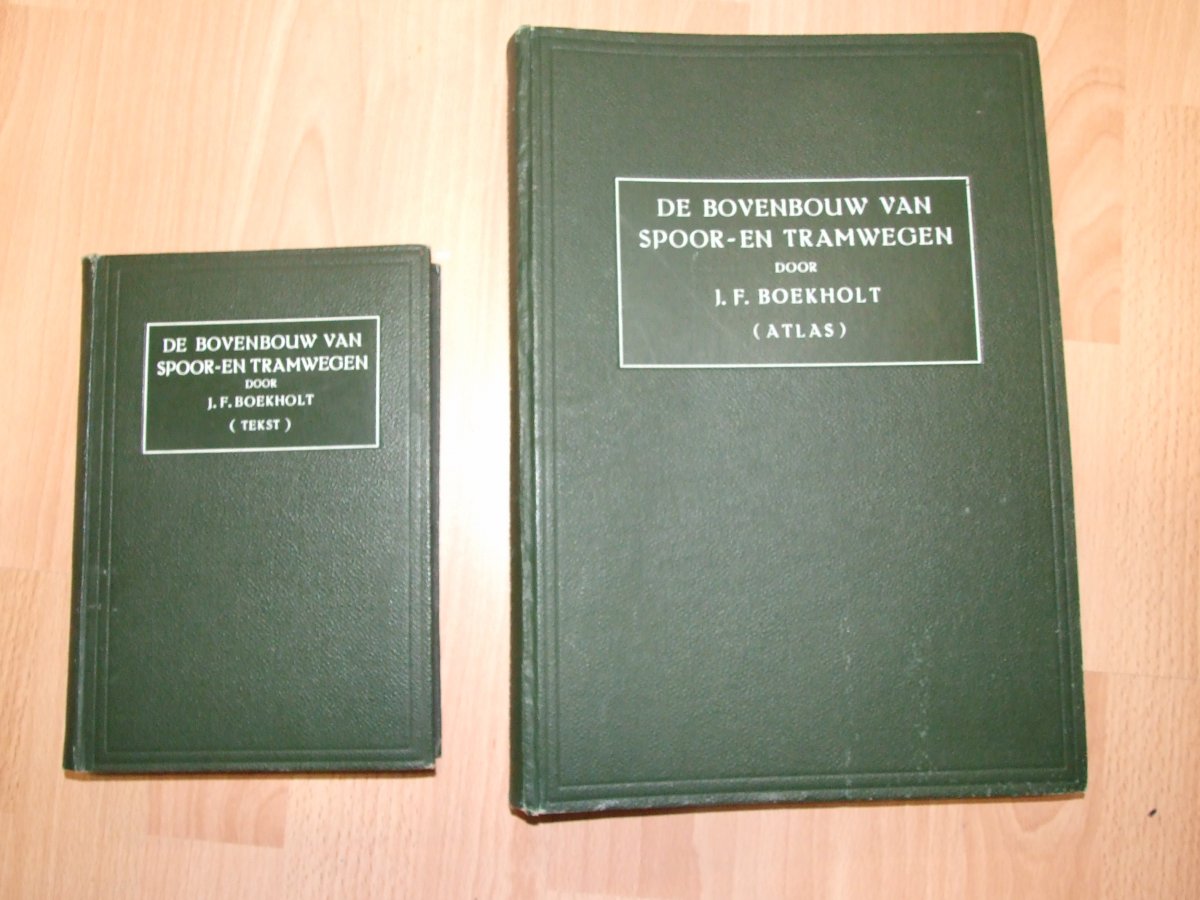 DE BOVENBOUW VAN
SPOOR-EN TRAMWEGEN
DOOR
J. F. BOEKHOLT
(TEKST)
DE BOVENBOUW VAN
SPOOR-EN TRAMWEGEN
DOOR
J. F. BOEKHOLT
(ATLAS)